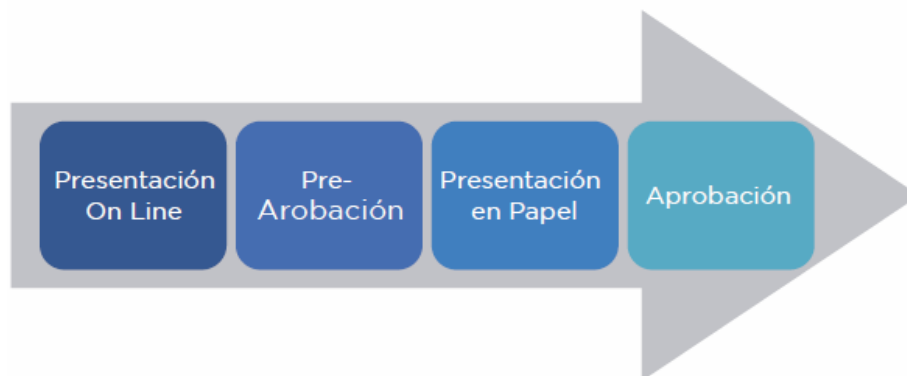 Presentación
On Line
Pre-
Arobación
Presentación
en Papel
Aprobación